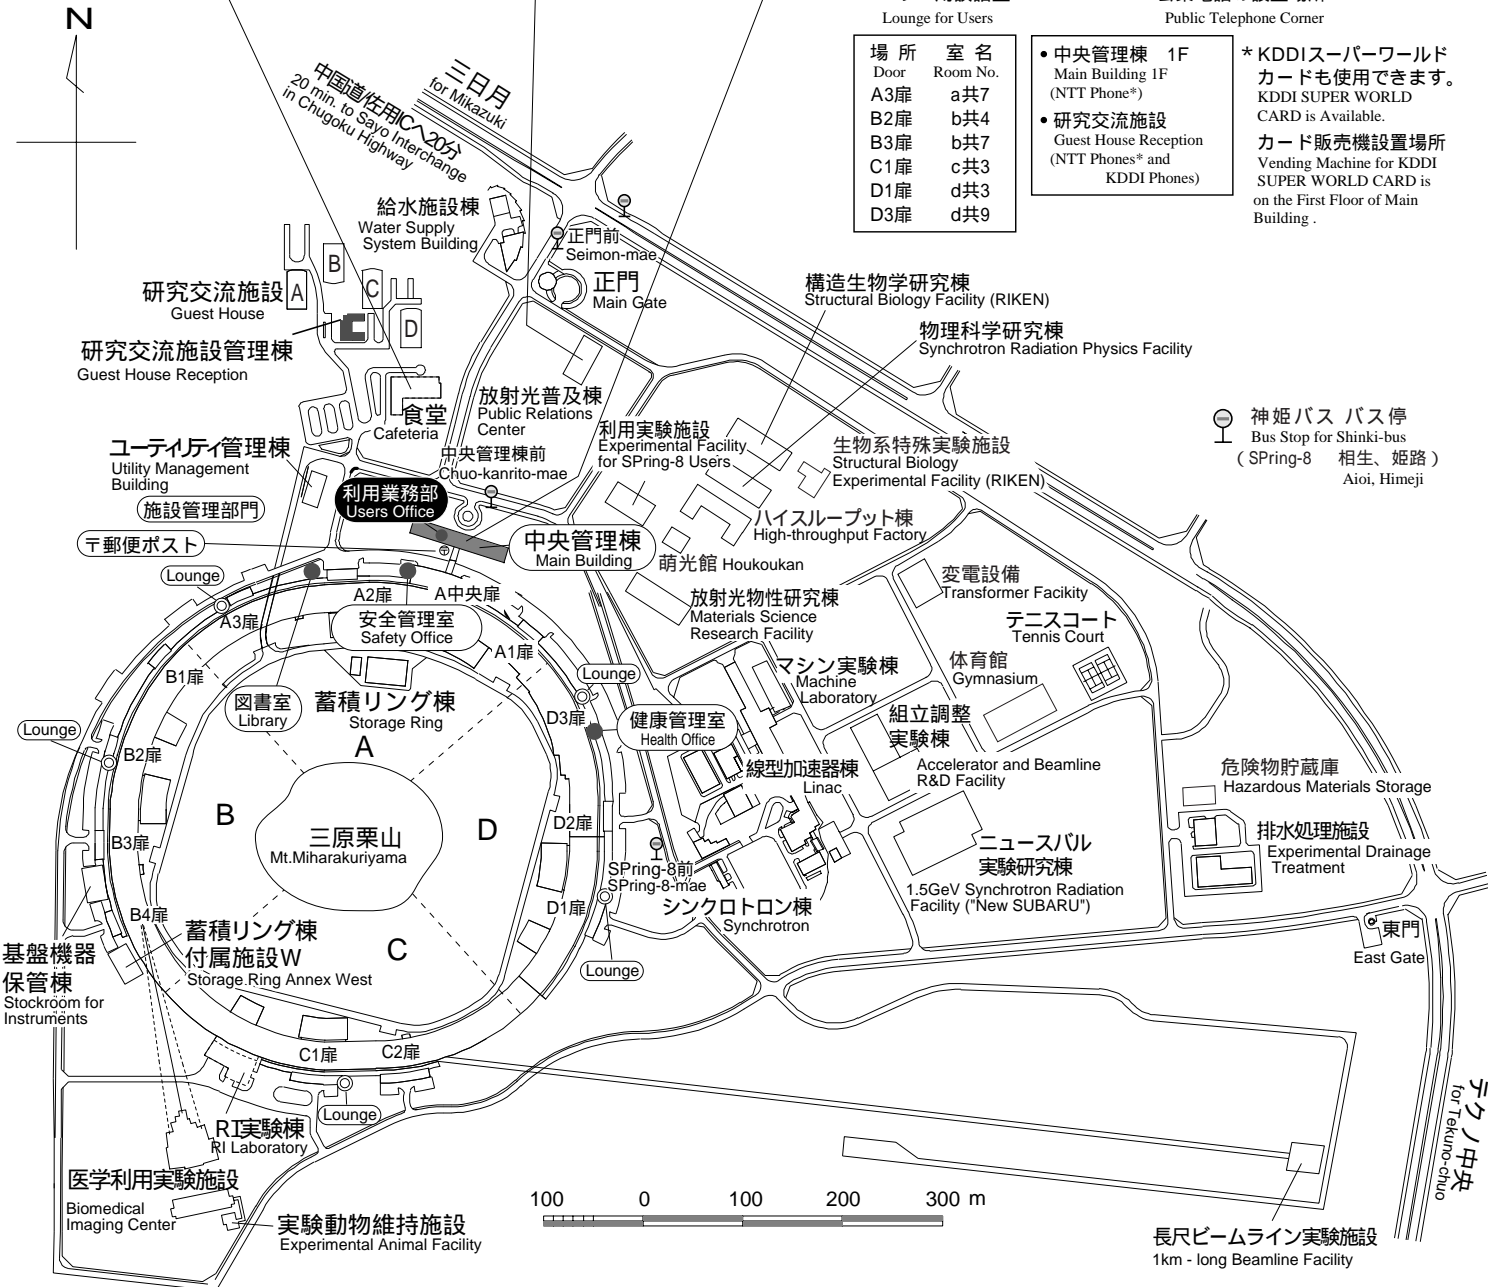 N
Lounge for Users
場 所 室 名
Door Room No.
A3扉 a共7
B2扉 b共4
B3扉 b共7
C1扉 c共3
D1扉 d共3
D3扉 d共9
Public Telephone Corner
• 中央管理棟 1F
Main Building 1F
(NTT Phone*)
• 研究交流施設
Guest House Reception
(NTT Phones* and
KDDI Phones)
* KDDIスーパーワールド
カードも使用できます。
KDDI SUPER WORLD
CARD is Available.
カード販売機設置場所
Vending Machine for KDDI
SUPER WORLD CARD is
on the First Floor of Main
Building .
三日月
for Mikazuki
中国道/佐用ICへ20分
20 min. to Sayo Interchange
in Chugoku Highway
給水施設棟
Water Supply
System Building
正門前
Seimon-mae
正門
Main Gate
A
B
C
D
研究交流施設
Guest House
研究交流施設管理棟
Guest House Reception
構造生物学研究棟
Structural Biology Facility (RIKEN)
物理科学研究棟
Synchrotron Radiation Physics Facility
食堂
Cafeteria
放射光普及棟
Public Relations
Center
利用実験施設
Experimental Facility
for SPring-8 Users
生物系特殊実験施設
Structural Biology
Experimental Facility (RIKEN)
神姫バス バス停
Bus Stop for Shinki-bus
( SPring-8 相生、姫路 )
Aioi, Himeji
ユーティリティ管理棟
Utility Management
Building
施設管理部門
中央管理棟前
Chuo-kanrito-mae
利用業務部
Users Office
〒郵便ポスト
中央管理棟
Main Building
ハイスループット棟
High-throughput Factory
萌光館 Houkoukan
放射光物性研究棟
Materials Science
Research Facility
変電設備
Transformer Facikity
テニスコート
Tennis Court
体育館
Gymnasium
Lounge
A2扉
A中央扉
A3扉
安全管理室
Safety Office
A1扉
B1扉
図書室
Library
蓄積リング棟
Storage Ring
A
Lounge
D3扉
健康管理室
Health Office
マシン実験棟
Machine
Laboratory
組立調整
実験棟
Accelerator and Beamline
R&D Facility
線型加速器棟
Linac
Lounge
B2扉
B
三原栗山
Mt.Miharakuriyama
D
D2扉
B3扉
危険物貯蔵庫
Hazardous Materials Storage
排水処理施設
Experimental Drainage
Treatment
ニュースバル
実験研究棟
1.5GeV Synchrotron Radiation
Facility ("New SUBARU")
SPring-8前
SPring-8-mae
シンクロトロン棟
Synchrotron
D1扉
B4扉
C
蓄積リング棟
付属施設W
Storage Ring Annex West
基盤機器
保管棟
Stockroom for
Instruments
Lounge
東門
East Gate
C1扉
C2扉
Lounge
RI実験棟
RI Laboratory
医学利用実験施設
Biomedical
Imaging Center
実験動物維持施設
Experimental Animal Facility
100 0 100 200 300 m
テクノ中央
for Tekuno-chuo
長尺ビームライン実験施設
1km - long Beamline Facility